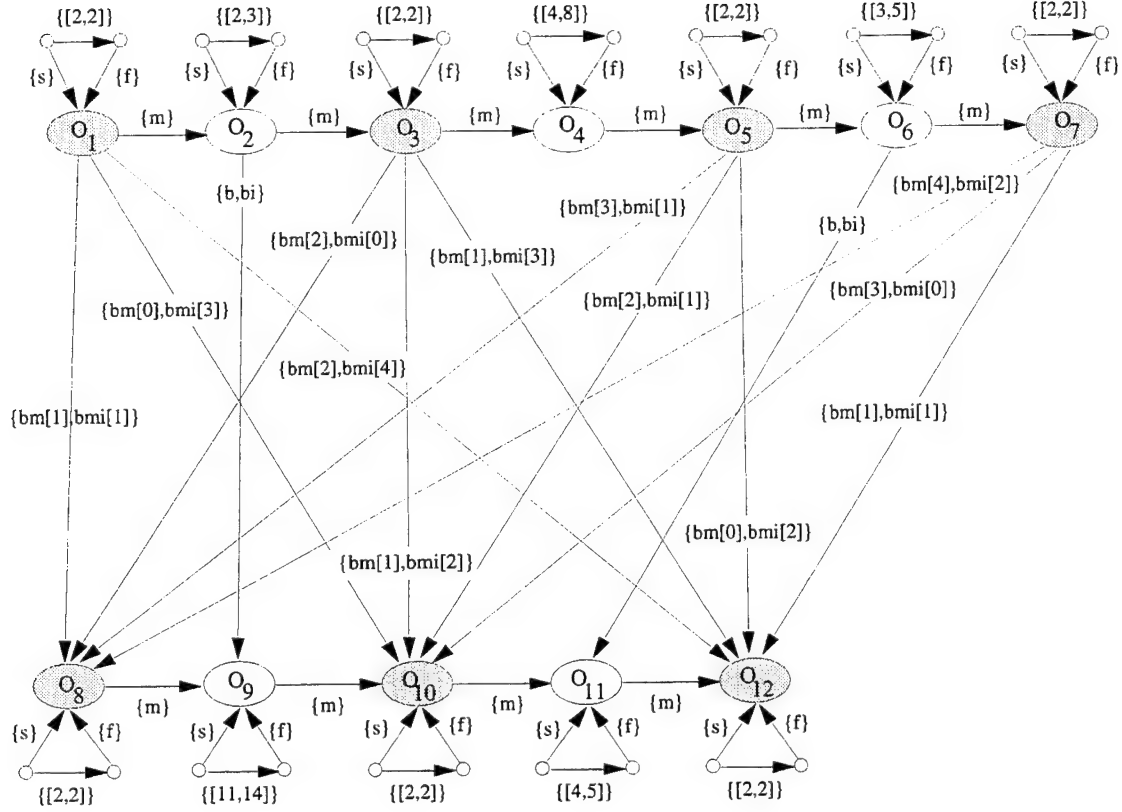 {[2,2]} {[2,3]} {[2,2]} {[4,8]} {[2,2]} {[3,5]} {[2,2]}
{s} {f} {s} {f} {s} {f} {s} {f} {s} {f} {s} {f} {s} {f}
O1 {m} O2 {m} O3 {m} O4 {m} O5 {m} O6 {m} O7
{b,bi} {bm[3],bmi[1]} {b,bi} {bm[4],bmi[2]}
{bm[2],bmi[0]} {bm[1],bmi[3]}
{bm[0],bmi[3]} {bm[2],bmi[1]} {bm[3],bmi[0]}
{bm[2],bmi[4]}
{bm[1],bmi[1]} {bm[1],bmi[1]}
{bm[1],bmi[2]} {bm[0],bmi[2]}
O8 {m} O9 {m} O10 {m} O11 {m} O12
{s} {f} {s} {f} {s} {f} {s} {f} {s} {f}
{[2,2]} {[11,14]} {[2,2]} {[4,5]} {[2,2]}